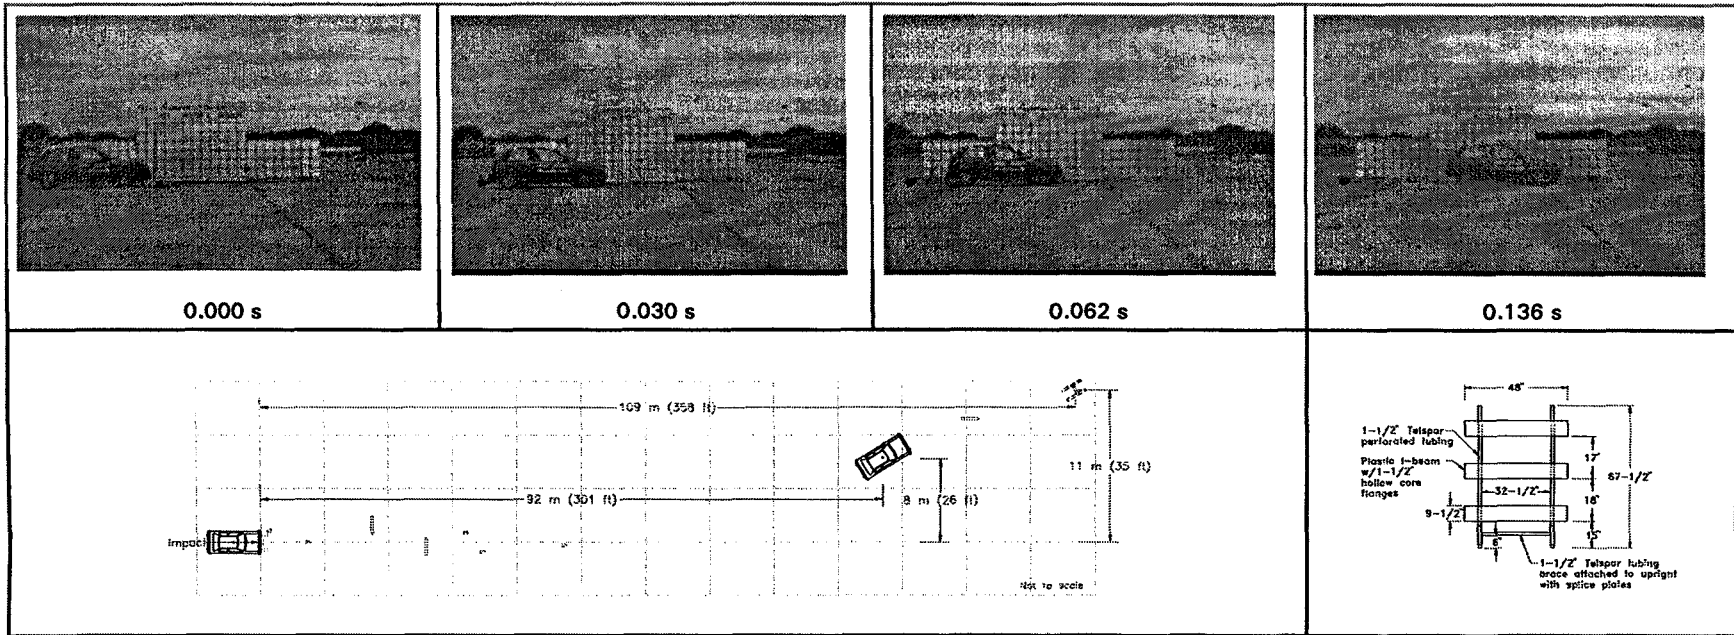 0.000 s
0.030 s
0.062 s
0.136 s
109 m (358 ft)
11 m (35 ft)
92 m (301 ft)
8 m (26 ft)
Impact
Not to scale
48"
1-1/2" Telspar
perforated tubing
Plastic I-beam
w/1-1/2"
hollow core
flanges
17"
67-1/2"
32-1/2"
18"
9-1/2"
15"
6"
1-1/2" Telspar tubing
brace attached to upright
with splice plates